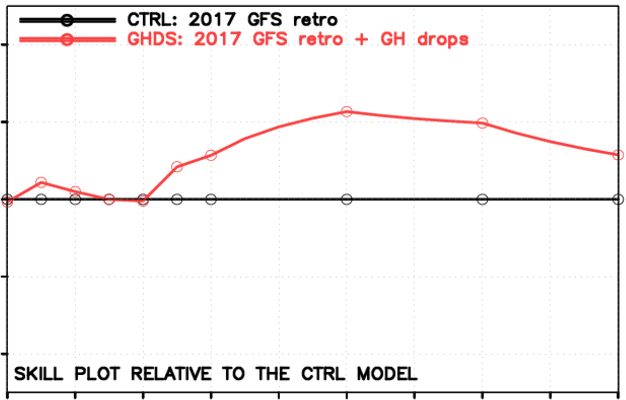 CTRL: 2017 GFS retro
GHDS: 2017 GFS retro + GH drops
SKILL PLOT RELATIVE TO THE CTRL MODEL